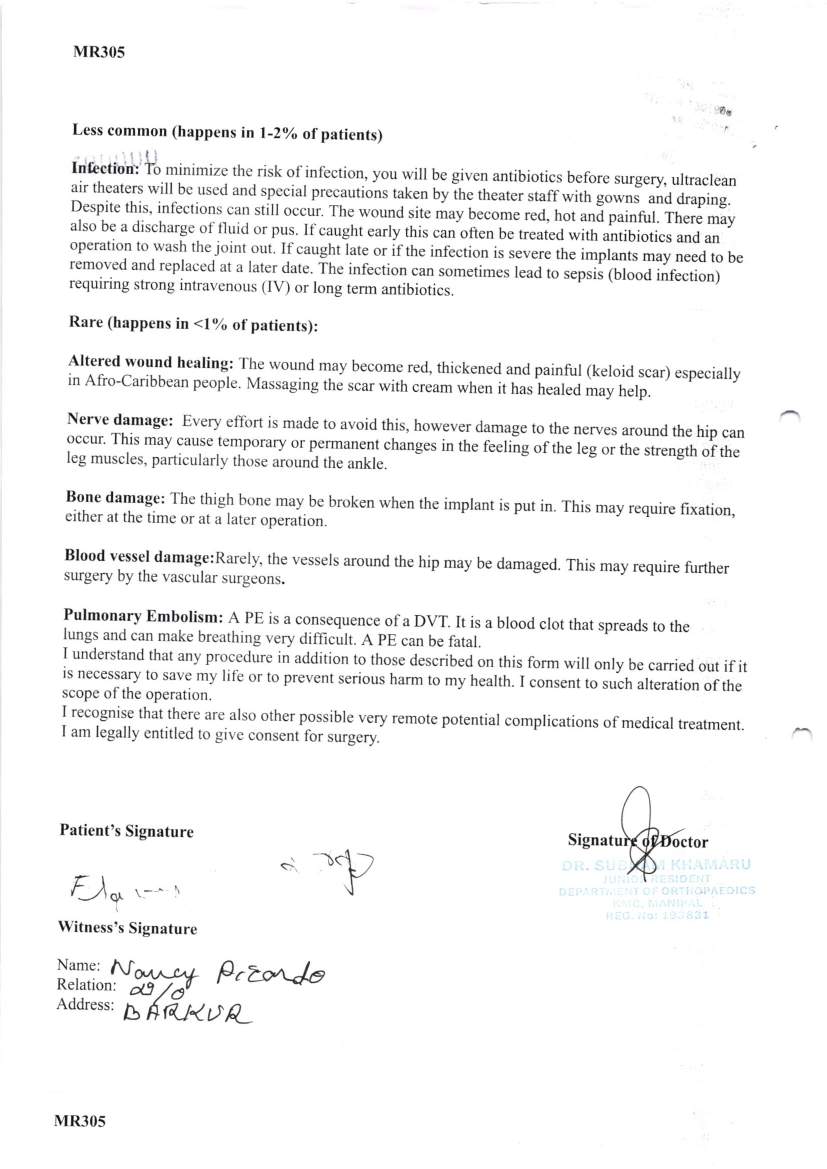 MR305
Less common (happens in 1-2% of patients)
Infection: To minimize the risk of infection, you will be given antibiotics before surgery, ultraclean
air theaters will be used and special precautions taken by the theater staff with gowns and draping.
Despite this, infections can still occur. The wound site may become red, hot and painful. There may
also be a discharge of fluid or pus. If caught early this can often be treated with antibiotics and an
operation to wash the joint out. If caught late or if the infection is severe the implants may need to be
removed and replaced at a later date. The infection can sometimes lead to sepsis (blood infection)
requiring strong intravenous (IV) or long term antibiotics.
Rare (happens in <1% of patients):
Altered wound healing: The wound may become red, thickened and painful (keloid scar) especially
in Afro-Caribbean people. Massaging the scar with cream when it has healed may help.
Nerve damage: Every effort is made to avoid this, however damage to the nerves around the hip can
occur. This may cause temporary or permanent changes in the feeling of the leg or the strength of the
leg muscles, particularly those around the ankle.
Bone damage: The thigh bone may be broken when the implant is put in. This may require fixation,
either at the time or at a later operation.
Blood vessel damage:Rarely, the vessels around the hip may be damaged. This may require further
surgery by the vascular surgeons.
Pulmonary Embolism: A PE is a consequence of a DVT. It is a blood clot that spreads to the
lungs and can make breathing very difficult. A PE can be fatal.
I understand that any procedure in addition to those described on this form will only be carried out if it
is necessary to save my life or to prevent serious harm to my health. I consent to such alteration of the
scope of the operation.
I recognise that there are also other possible very remote potential complications of medical treatment.
I am legally entitled to give consent for surgery.
Patient's Signature
Signature of Doctor
DR. KHAMARU
JUNIOR RESIDENT
DEPARTMENT OF ORTHOPAEDICS
KMC, MANIPAL
REG. No: 193831
Witness's Signature
Name: Nancy
Relation:
Address: BARKUR
MR305